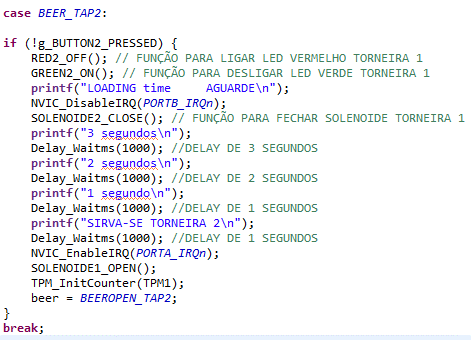 case BEER_TAP2:
if (!g_BUTTON2_PRESSED) {
RED2_OFF(); // FUNÇÃO PARA LIGAR LED VERMELHO TORNEIRA 1
GREEN2_ON(); // FUNÇÃO PARA DESLIGAR LED VERDE TORNEIRA 1
printf("LOADING time     AGUARDE\n");
NVIC_DisableIRQ(PORTB_IRQn);
SOLENOIDE2_CLOSE(); // FUNÇÃO PARA FECHAR SOLENOIDE TORNEIRA 1
printf("3 segundos\n");
Delay_Waitms(1000); //DELAY DE 3 SEGUNDOS
printf("2 segundos\n");
Delay_Waitms(1000); //DELAY DE 2 SEGUNDOS
printf("1 segundo\n");
Delay_Waitms(1000); //DELAY DE 1 SEGUNDOS
printf("SIRVA-SE TORNEIRA 2\n");
Delay_Waitms(1000); //DELAY DE 1 SEGUNDOS
NVIC_EnableIRQ(PORTA_IRQn);
SOLENOIDE1_OPEN();
TPM_InitCounter(TPM1);
beer = BEEROPEN_TAP2;
}
break;